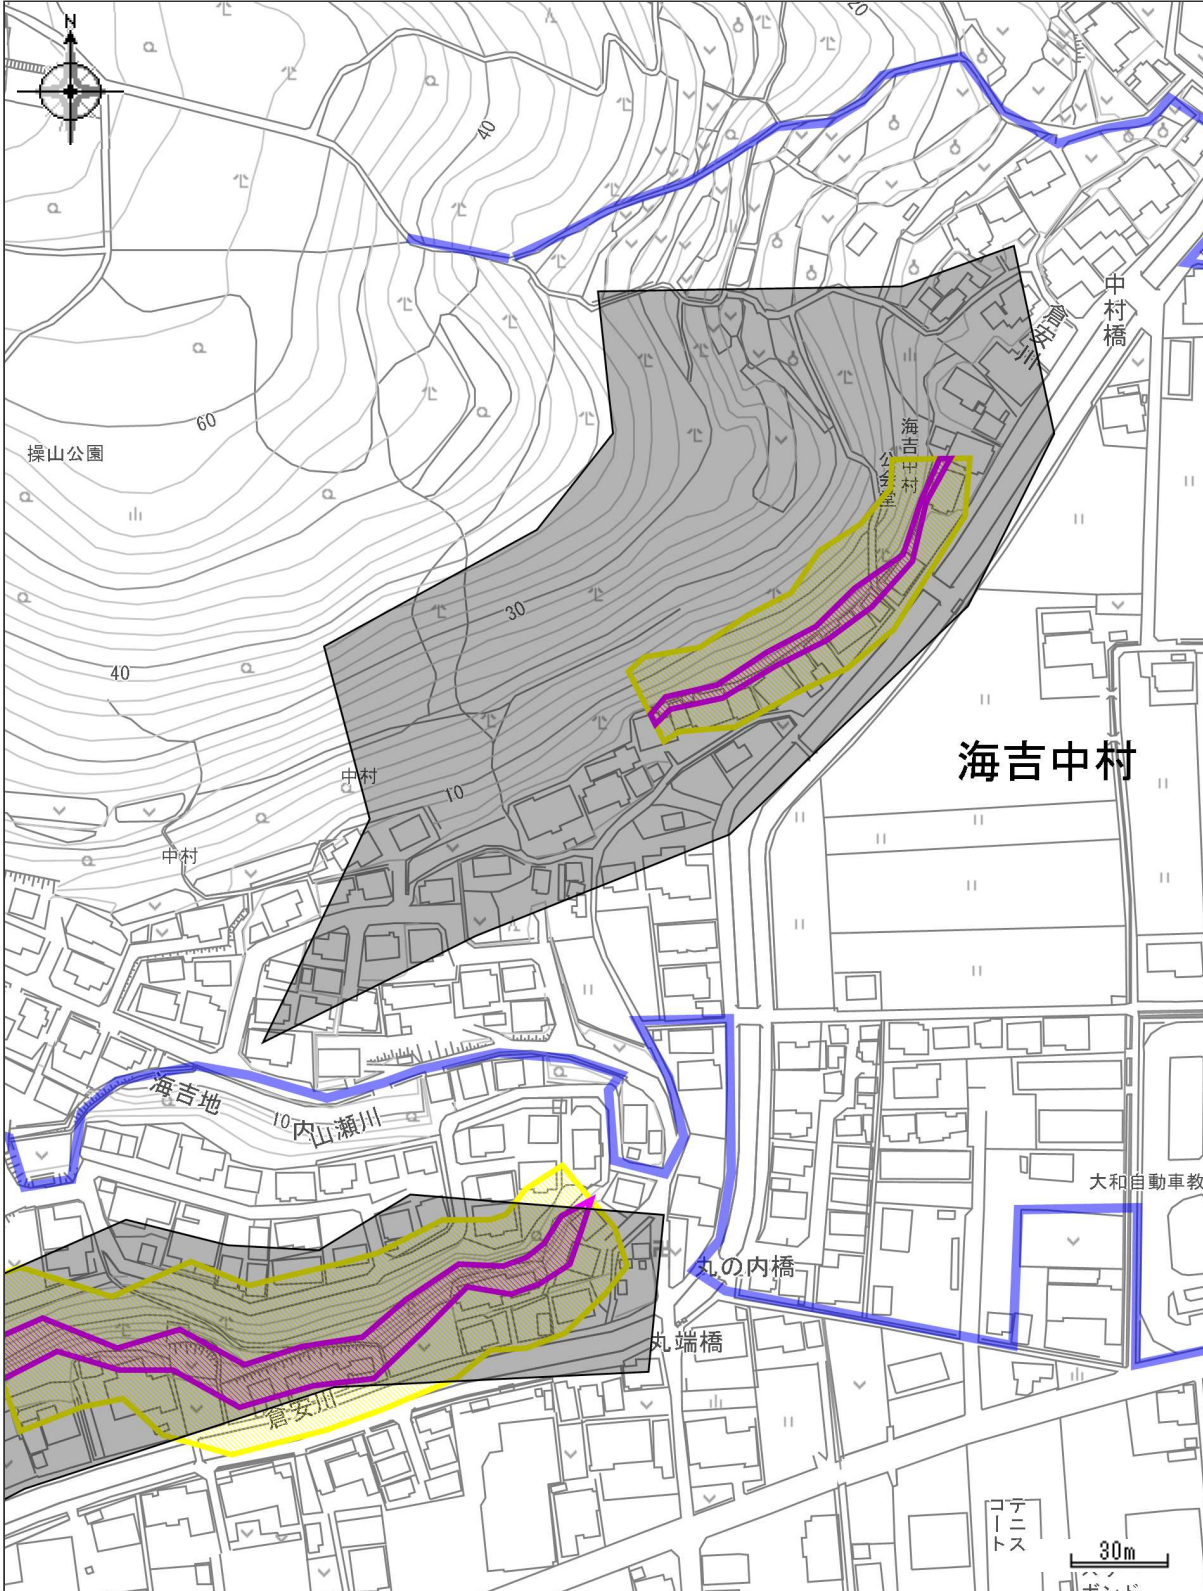 N
20
40
中村橋
倉安川
60
操山公園
海吉中村
公会堂
30
40
海吉中村
中村
10
中村
海吉地
10
内山瀬川
大和自動車教
丸の内橋
丸端橋
倉安川
テニス
コート
30m